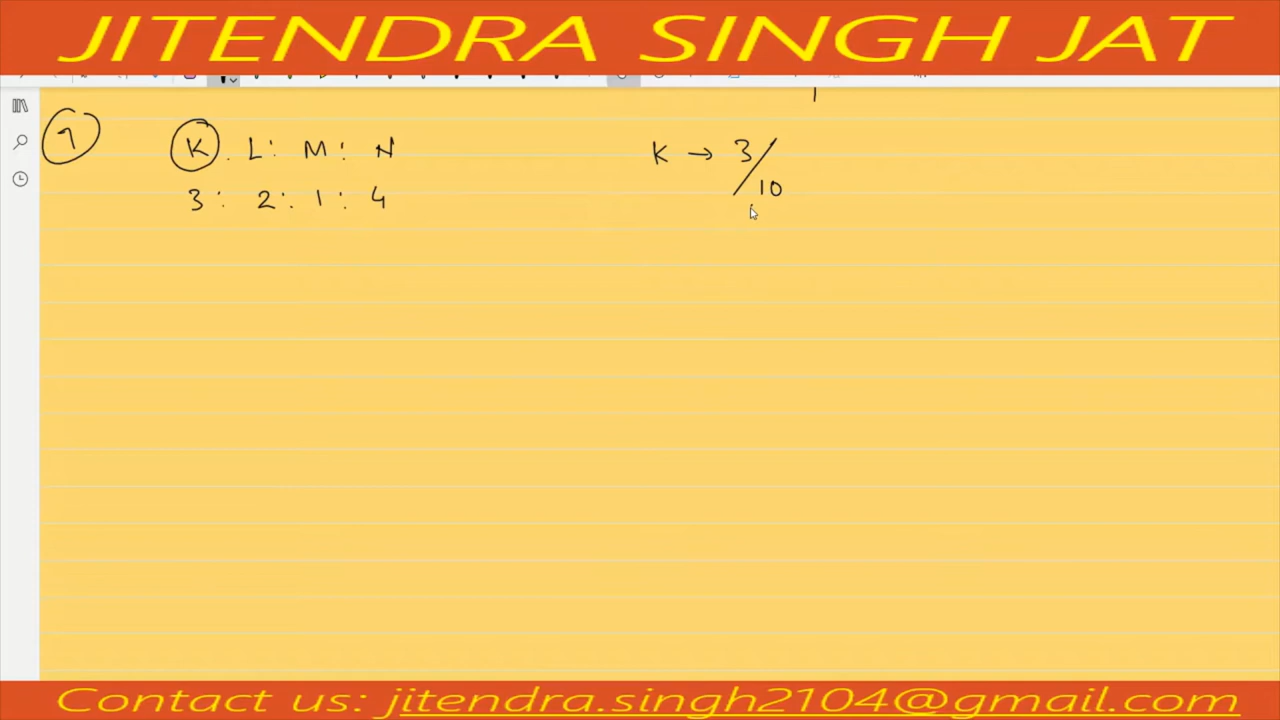 JITENDRA SINGH JAT
7
K . L : M : N
3 : 2 : 1 : 4
K → 3/10
Contact us: jitendra.singh2104@gmail.com